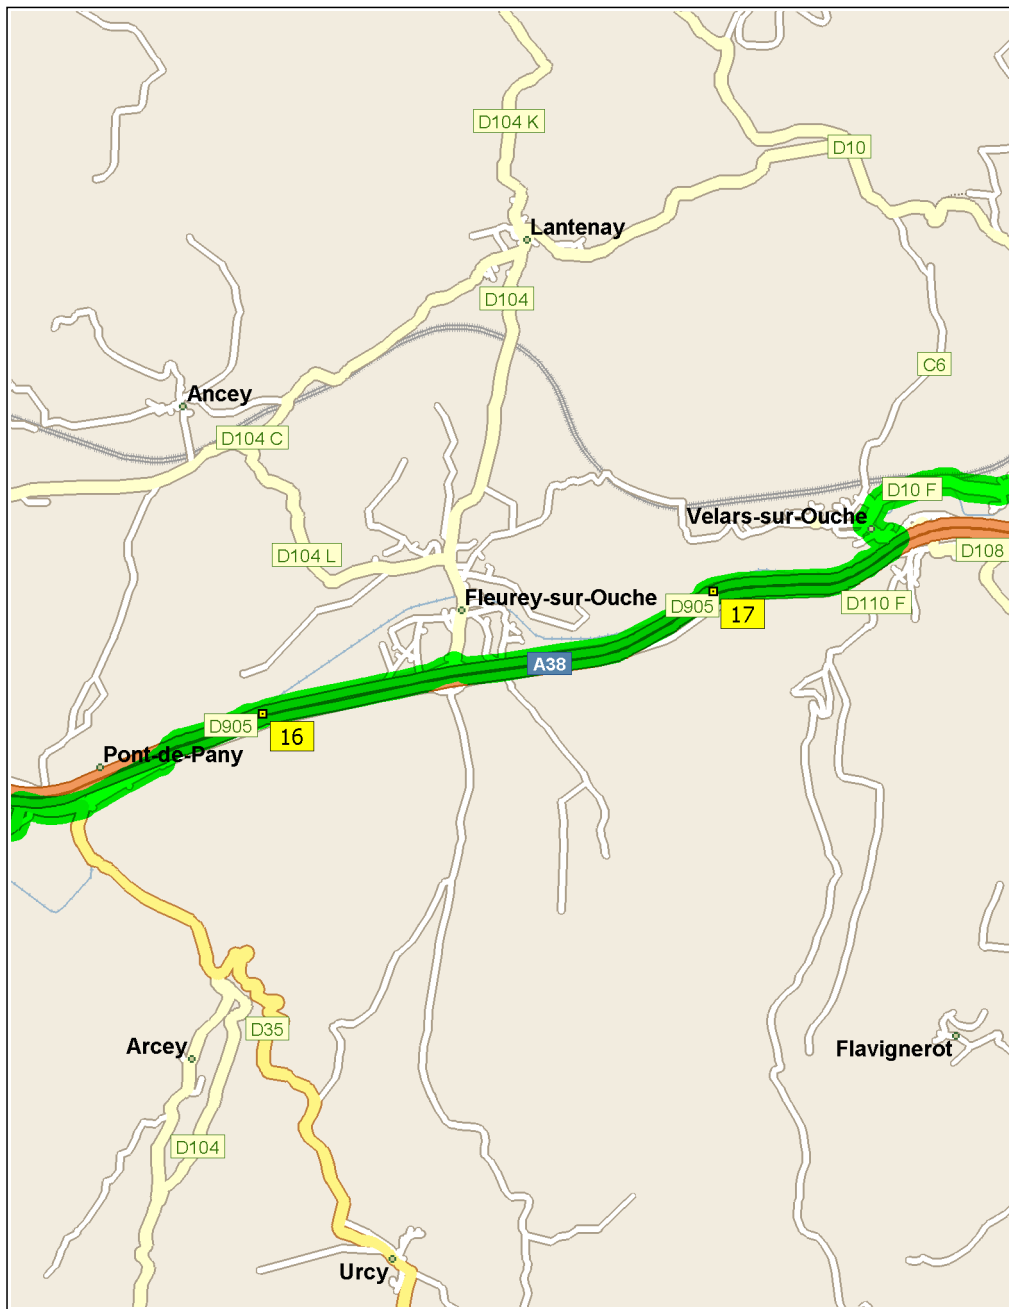 D104 K
D10
Lantenay
D104
C6
Ancey
D104 C
D10 F
Velars-sur-Ouche
D108
D104 L
Fleurey-sur-Ouche
D905
17
D110 F
A38
D905
16
Pont-de-Pany
D35
Arcey
Flavignerot
D104
Urcy